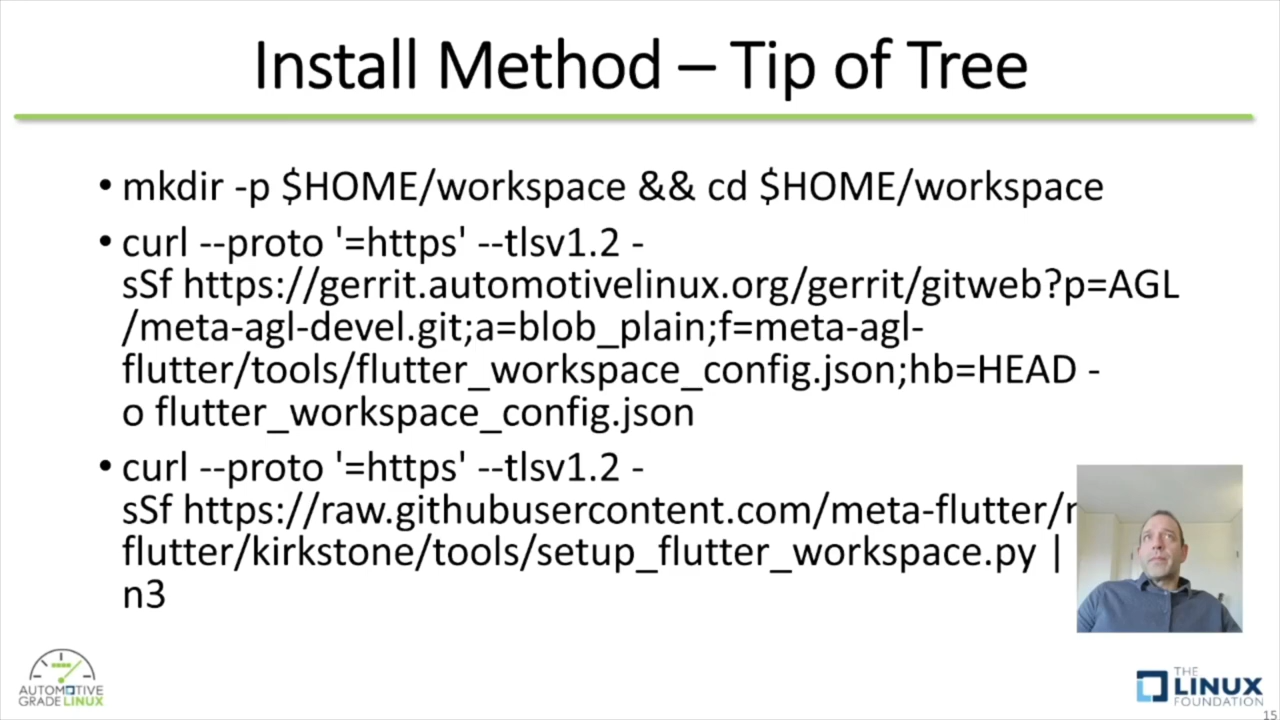 Install Method – Tip of Tree
• mkdir -p $HOME/workspace && cd $HOME/workspace
• curl --proto '=https' --tlsv1.2 -
sSf https://gerrit.automotivelinux.org/gerrit/gitweb?p=AGL
/meta-agl-devel.git;a=blob_plain;f=meta-agl-
flutter/tools/flutter_workspace_config.json;hb=HEAD -
o flutter_workspace_config.json
• curl --proto '=https' --tlsv1.2 -
sSf https://raw.githubusercontent.com/meta-flutter/
flutter/kirkstone/tools/setup_flutter_workspace.py |
n3
AUTOMOTIVE
GRADE LINUX
THE
LINUX
FOUNDATION
15